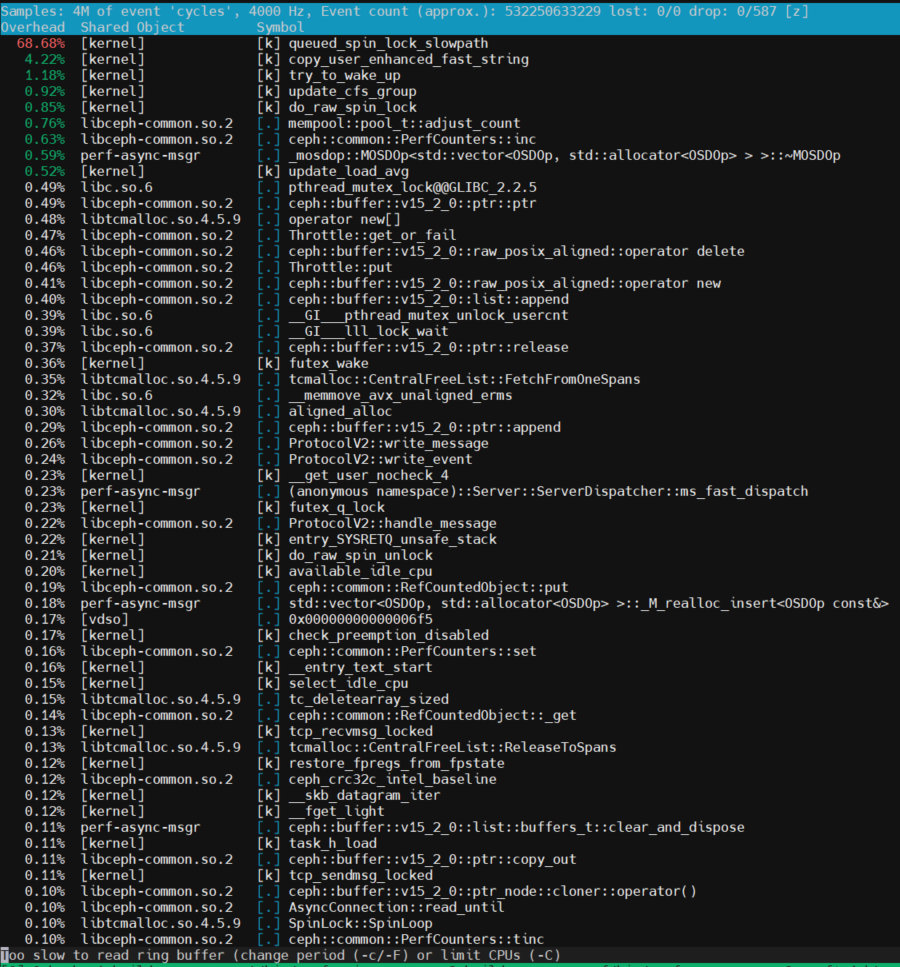 Samples: 4M of event 'cycles', 4000 Hz, Event count (approx.): 532250633229 lost: 0/0 drop: 0/587 [z]
Overhead  Shared Object         Symbol
  68.68%  [kernel]              [k] queued_spin_lock_slowpath
   4.22%  [kernel]              [k] copy_user_enhanced_fast_string
   1.18%  [kernel]              [k] try_to_wake_up
   0.92%  [kernel]              [k] update_cfs_group
   0.85%  [kernel]              [k] do_raw_spin_lock
   0.76%  libceph-common.so.2   [.] mempool::pool_t::adjust_count
   0.63%  libceph-common.so.2   [.] ceph::common::PerfCounters::inc
   0.59%  perf-async-msgr       [.] _mosdop::MOSDOp<std::vector<OSDOp, std::allocator<OSDOp> > >::~MOSDOp
   0.52%  [kernel]              [k] update_load_avg
   0.49%  libc.so.6             [.] pthread_mutex_lock@@GLIBC_2.2.5
   0.49%  libceph-common.so.2   [.] ceph::buffer::v15_2_0::ptr::ptr
   0.48%  libtcmalloc.so.4.5.9  [.] operator new[]
   0.47%  libceph-common.so.2   [.] Throttle::get_or_fail
   0.46%  libceph-common.so.2   [.] ceph::buffer::v15_2_0::raw_posix_aligned::operator delete
   0.46%  libceph-common.so.2   [.] Throttle::put
   0.41%  libceph-common.so.2   [.] ceph::buffer::v15_2_0::raw_posix_aligned::operator new
   0.40%  libceph-common.so.2   [.] ceph::buffer::v15_2_0::list::append
   0.39%  libc.so.6             [.] __GI___pthread_mutex_unlock_usercnt
   0.39%  libc.so.6             [.] __GI___lll_lock_wait
   0.37%  libceph-common.so.2   [.] ceph::buffer::v15_2_0::ptr::release
   0.36%  [kernel]              [k] futex_wake
   0.35%  libtcmalloc.so.4.5.9  [.] tcmalloc::CentralFreeList::FetchFromOneSpans
   0.32%  libc.so.6             [.] __memmove_avx_unaligned_erms
   0.30%  libtcmalloc.so.4.5.9  [.] aligned_alloc
   0.29%  libceph-common.so.2   [.] ceph::buffer::v15_2_0::ptr::append
   0.26%  libceph-common.so.2   [.] ProtocolV2::write_message
   0.24%  libceph-common.so.2   [.] ProtocolV2::write_event
   0.23%  [kernel]              [k] __get_user_nocheck_4
   0.23%  perf-async-msgr       [.] (anonymous namespace)::Server::ServerDispatcher::ms_fast_dispatch
   0.23%  [kernel]              [k] futex_q_lock
   0.22%  libceph-common.so.2   [.] ProtocolV2::handle_message
   0.22%  [kernel]              [k] entry_SYSRETQ_unsafe_stack
   0.21%  [kernel]              [k] do_raw_spin_unlock
   0.20%  [kernel]              [k] available_idle_cpu
   0.19%  libceph-common.so.2   [.] ceph::common::RefCountedObject::put
   0.18%  perf-async-msgr       [.] std::vector<OSDOp, std::allocator<OSDOp> >::_M_realloc_insert<OSDOp const&>
   0.17%  [vdso]                [.] 0x00000000000006f5
   0.17%  [kernel]              [k] check_preemption_disabled
   0.16%  libceph-common.so.2   [.] ceph::common::PerfCounters::set
   0.16%  [kernel]              [k] __entry_text_start
   0.15%  [kernel]              [k] select_idle_cpu
   0.15%  libtcmalloc.so.4.5.9  [.] tc_deletearray_sized
   0.14%  libceph-common.so.2   [.] ceph::common::RefCountedObject::_get
   0.13%  [kernel]              [k] tcp_recvmsg_locked
   0.13%  libtcmalloc.so.4.5.9  [.] tcmalloc::CentralFreeList::ReleaseToSpans
   0.12%  [kernel]              [k] restore_fpregs_from_fpstate
   0.12%  libceph-common.so.2   [.] ceph_crc32c_intel_baseline
   0.12%  [kernel]              [k] __skb_datagram_iter
   0.12%  [kernel]              [k] __fget_light
   0.11%  perf-async-msgr       [.] ceph::buffer::v15_2_0::list::buffers_t::clear_and_dispose
   0.11%  [kernel]              [k] task_h_load
   0.11%  libceph-common.so.2   [.] ceph::buffer::v15_2_0::ptr::copy_out
   0.11%  [kernel]              [k] tcp_sendmsg_locked
   0.10%  libceph-common.so.2   [.] ceph::buffer::v15_2_0::ptr_node::cloner::operator()
   0.10%  libceph-common.so.2   [.] AsyncConnection::read_until
   0.10%  libtcmalloc.so.4.5.9  [.] SpinLock::SpinLoop
   0.10%  libceph-common.so.2   [.] ceph::common::PerfCounters::tinc
Too slow to read ring buffer (change period (-c/-F) or limit CPUs (-C)